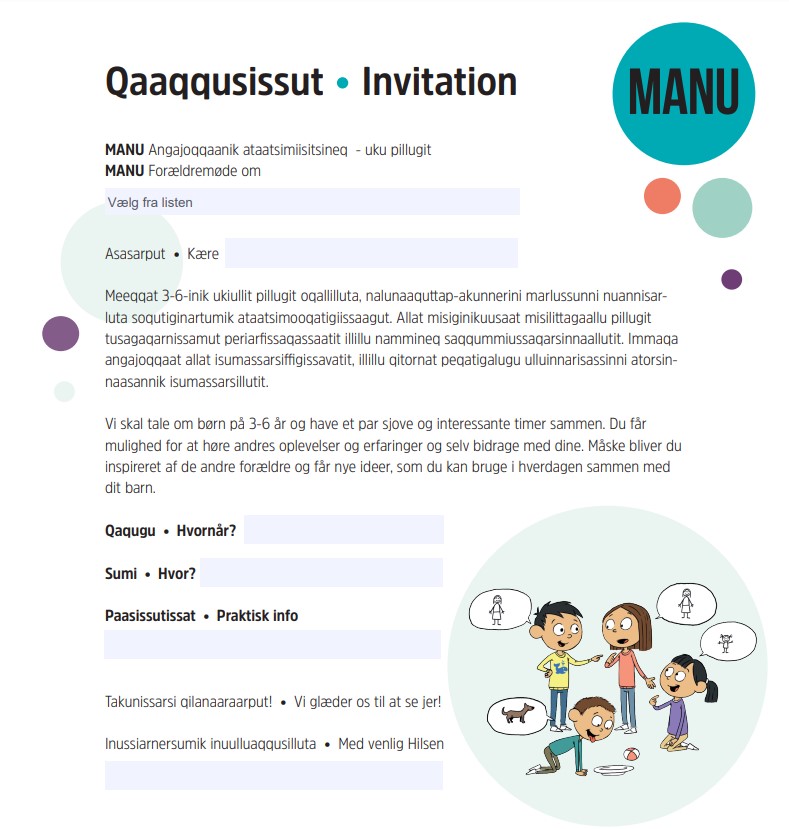 Qaaqqusissut • Invitation
MANU
MANU Angajoqqaanik ataatsimiisitsineq - uku pillugit
MANU Forældremøde om
Vælg fra listen
Asasarput • Kære
Meeqqat 3-6-inik ukiullit pillugit oqallilluta, nalunaaquttap-akunnerini marlussunni nuannisar-
luta soqutiginartumik ataatsimooqatigiissaagut. Allat misiginikuusaat misilittagaallu pillugit
tusagaqarnissamut periarfissaqassaatit illillu nammineq saqqummiussaqarsinnaallutit. Immaqa
angajoqqaat allat isumassarsiffigissavatit, illillu qitornat peqatigalugu ulluinnarisassinni atorsin-
naasannik isumassarsillutit.
Vi skal tale om børn på 3-6 år og have et par sjove og interessante timer sammen. Du får
mulighed for at høre andres oplevelser og erfaringer og selv bidrage med dine. Måske bliver du
inspireret af de andre forældre og får nye ideer, som du kan bruge i hverdagen sammen med
dit barn.
Qaqugu • Hvornår?
Sumi • Hvor?
Paasissutissat • Praktisk info
Takunissarsi qilanaaraarput! • Vi glæder os til at se jer!
Inussiarnersumik inuulluaqqusilluta • Med venlig Hilsen